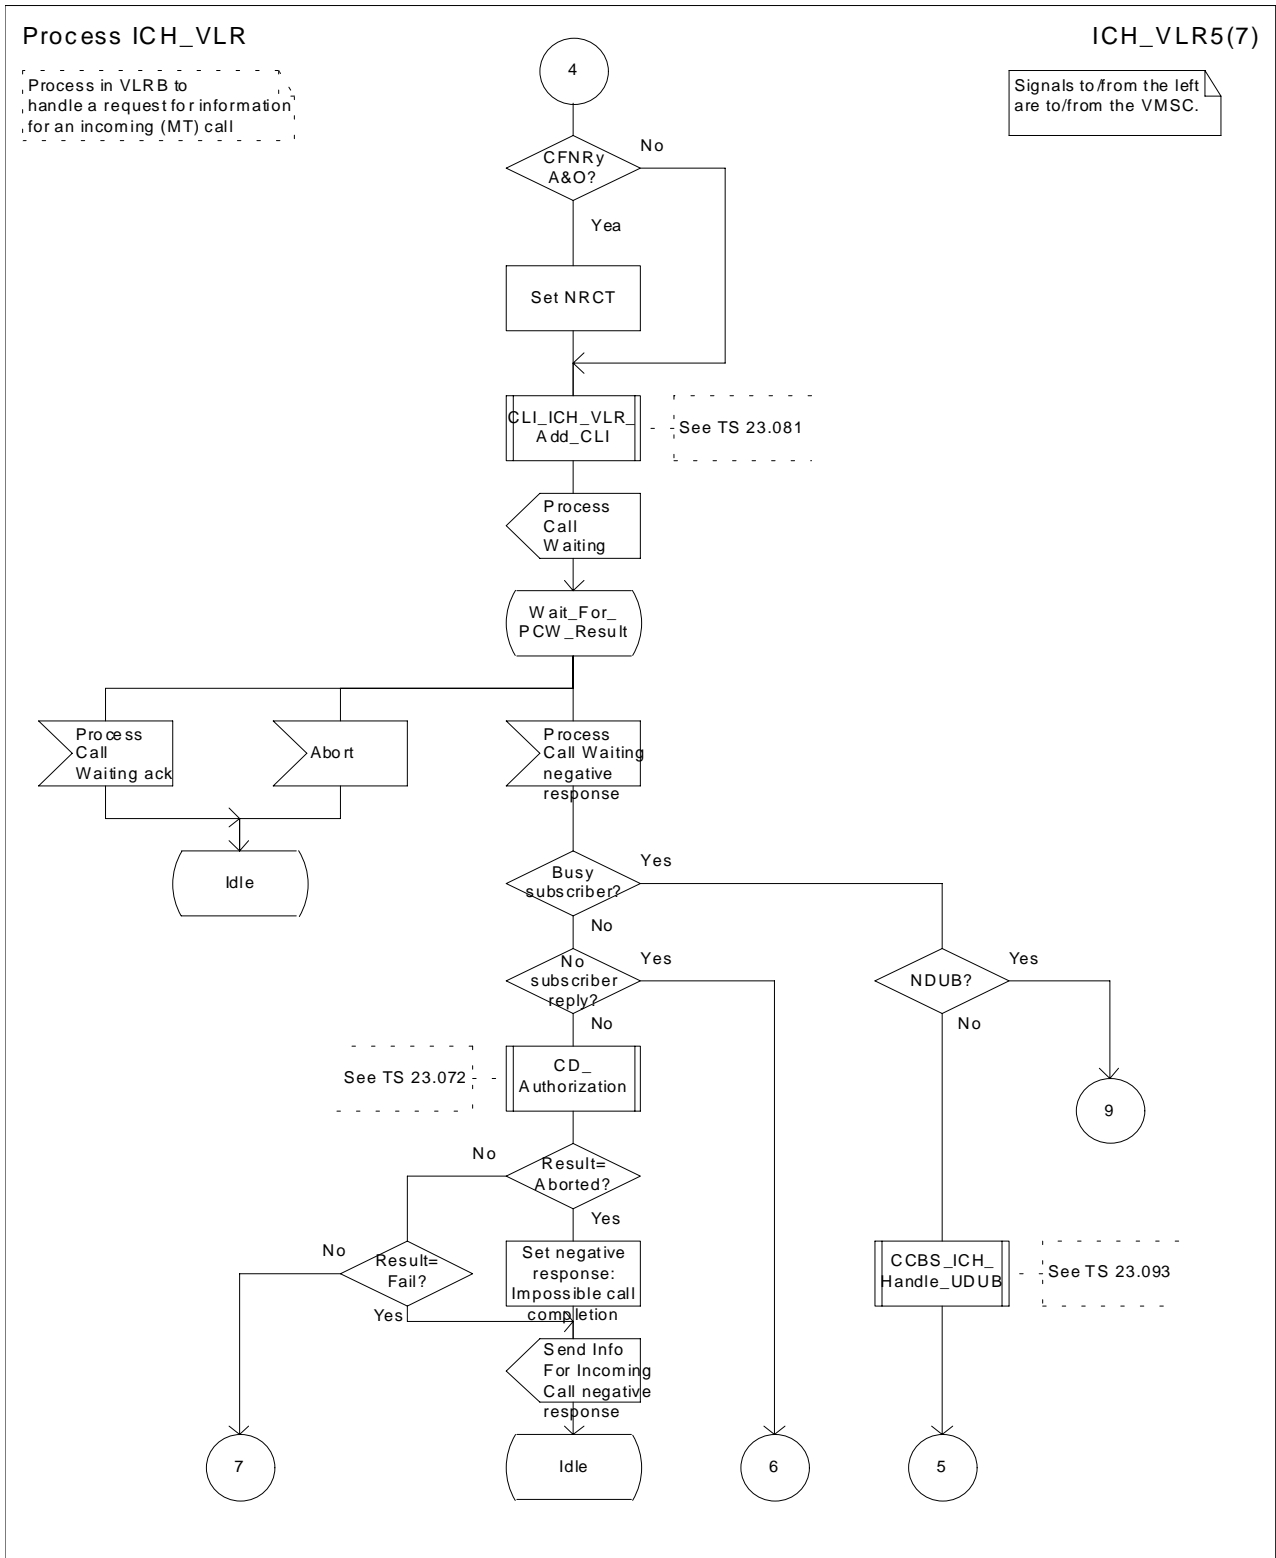 Process ICH_VLR
ICH_VLR5(7)
Process in VLRB to
handle a request for information
for an incoming (MT) call
Signals to/from the left
are to/from the VMSC.
4
CFNRy
A&O?
No
Yea
Set NRCT
CLI_ICH_VLR_
Add_CLI
See TS 23.081
Process
Call
Waiting
Wait_For_
PCW_Result
Process
Call
Waiting ack
Abort
Process
Call Waiting
negative
response
Idle
Busy
subscriber?
Yes
No
No
subscriber
reply?
Yes
No
NDUB?
Yes
No
See TS 23.072
CD_
Authorization
9
No
Result=
Aborted?
Yes
No
Result=
Fail?
Yes
Set negative
response:
Impossible call
completion
CCBS_ICH_
Handle_UDUB
See TS 23.093
Send Info
For Incoming
Call negative
response
7
Idle
6
5